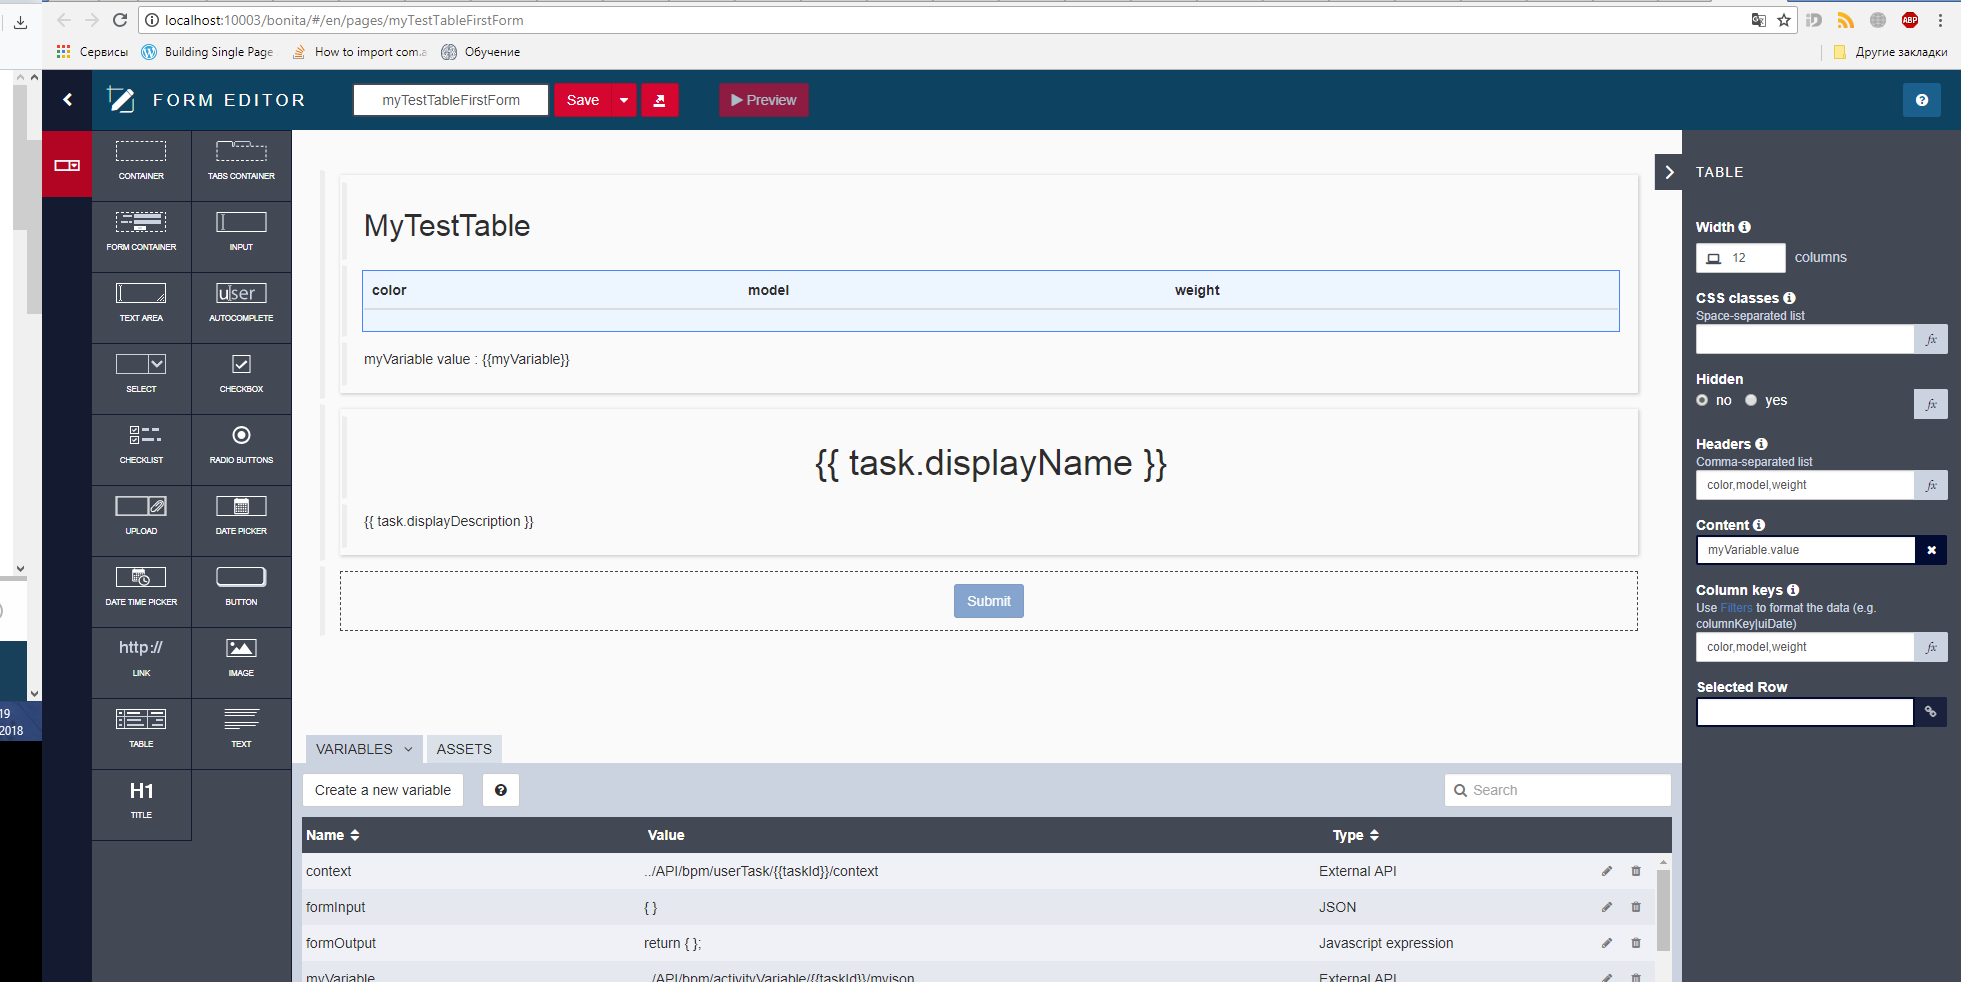 localhost:10003/bonita/#/en/pages/myTestTableFirstForm
Сервисы
Building Single Page
How to import com.a
Обучение
Другие закладки
ABP
FORM EDITOR
myTestTableFirstForm
Save
Preview
CONTAINER
TABS CONTAINER
FORM CONTAINER
INPUT
TEXT AREA
user
AUTOCOMPLETE
SELECT
CHECKBOX
CHECKLIST
RADIO BUTTONS
UPLOAD
DATE PICKER
DATE TIME PICKER
BUTTON
http://
LINK
IMAGE
TABLE
TEXT
H1
TITLE
19
2018
MyTestTable
color model weight
myVariable value : {{myVariable}}
{{ task.displayName }}
{{ task.displayDescription }}
Submit
VARIABLES
ASSETS
Create a new variable
?
Search
Name Value Type
context ../API/bpm/userTask/{{taskId}}/context External API
formInput { } JSON
formOutput return { }; Javascript expression
myVariable ../API/bpm/activityVariable/{{taskId}}/myjson External API
?
TABLE
Width
12 columns
CSS classes
Space-separated list
fx
Hidden
no yes
fx
Headers
Comma-separated list
color,model,weight
fx
Content
myVariable.value
Column keys
Use Filters to format the data (e.g.
columnKey|uiDate)
color,model,weight
fx
Selected Row